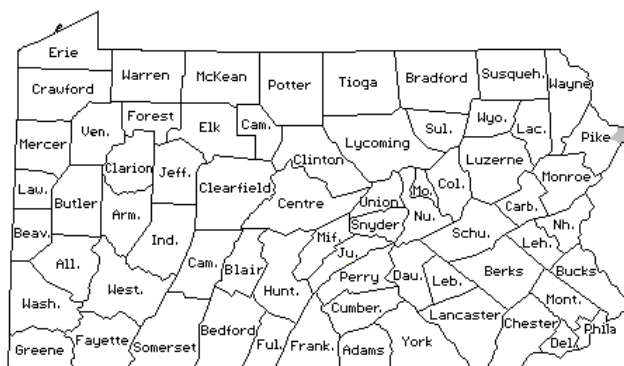 Erie
Crawford
Warren
McKean
Potter
Tioga
Bradford
Susqueh.
Wayne
Forest
Ven.
Elk
Cam.
Sul.
Wyo.
Lac.
Pike
Mercer
Clarion
Jeff.
Clinton
Lycoming
Luzerne
Monroe
Law.
Butler
Clearfield
Centre
Union
Mo.
Col.
Carb.
Nh.
Snyder
Nu.
Arm.
Beav.
Ind.
Mif.
Ju.
Schu.
Leh.
All.
West.
Cam.
Blair
Hunt.
Perry
Dau.
Leb.
Berks
Bucks
Wash.
Cumber.
Lancaster
Mont.
Greene
Fayette
Somerset
Bedford
Ful.
Frank.
Adams
York
Chester
Del.
Phila